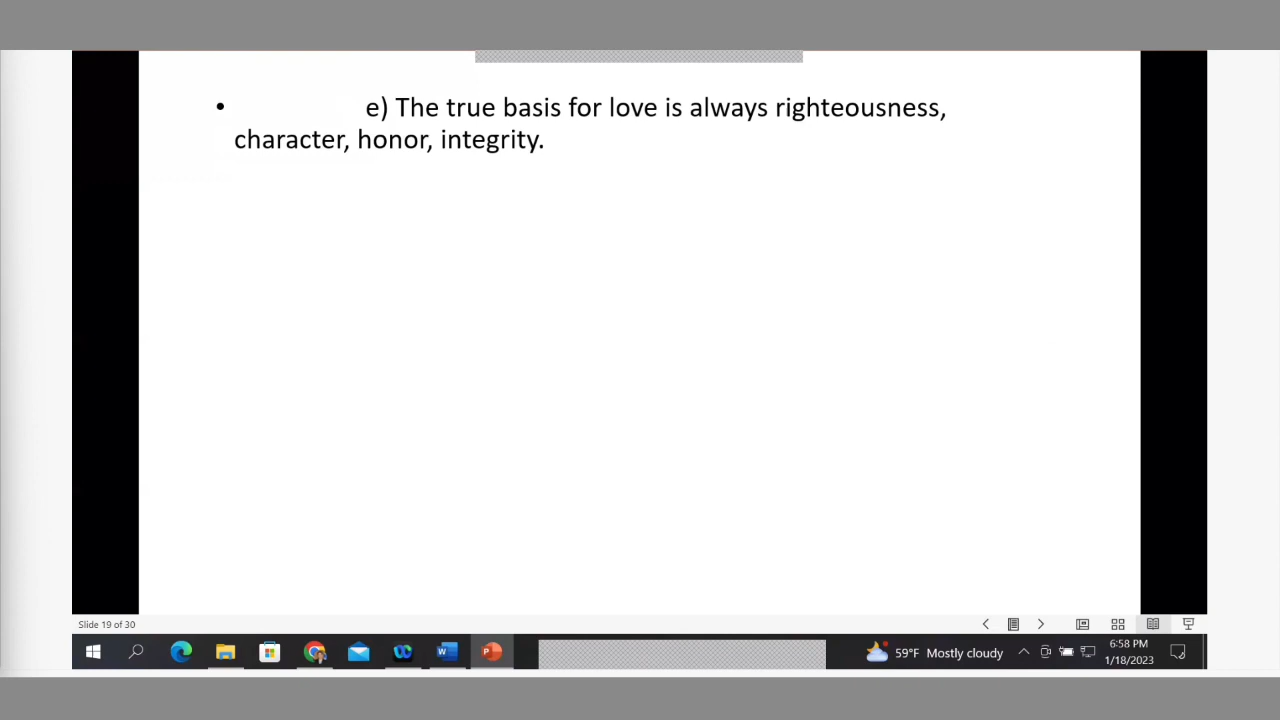 • e) The true basis for love is always righteousness,
character, honor, integrity.
Slide 19 of 30
59°F Mostly cloudy
6:58 PM
1/18/2023